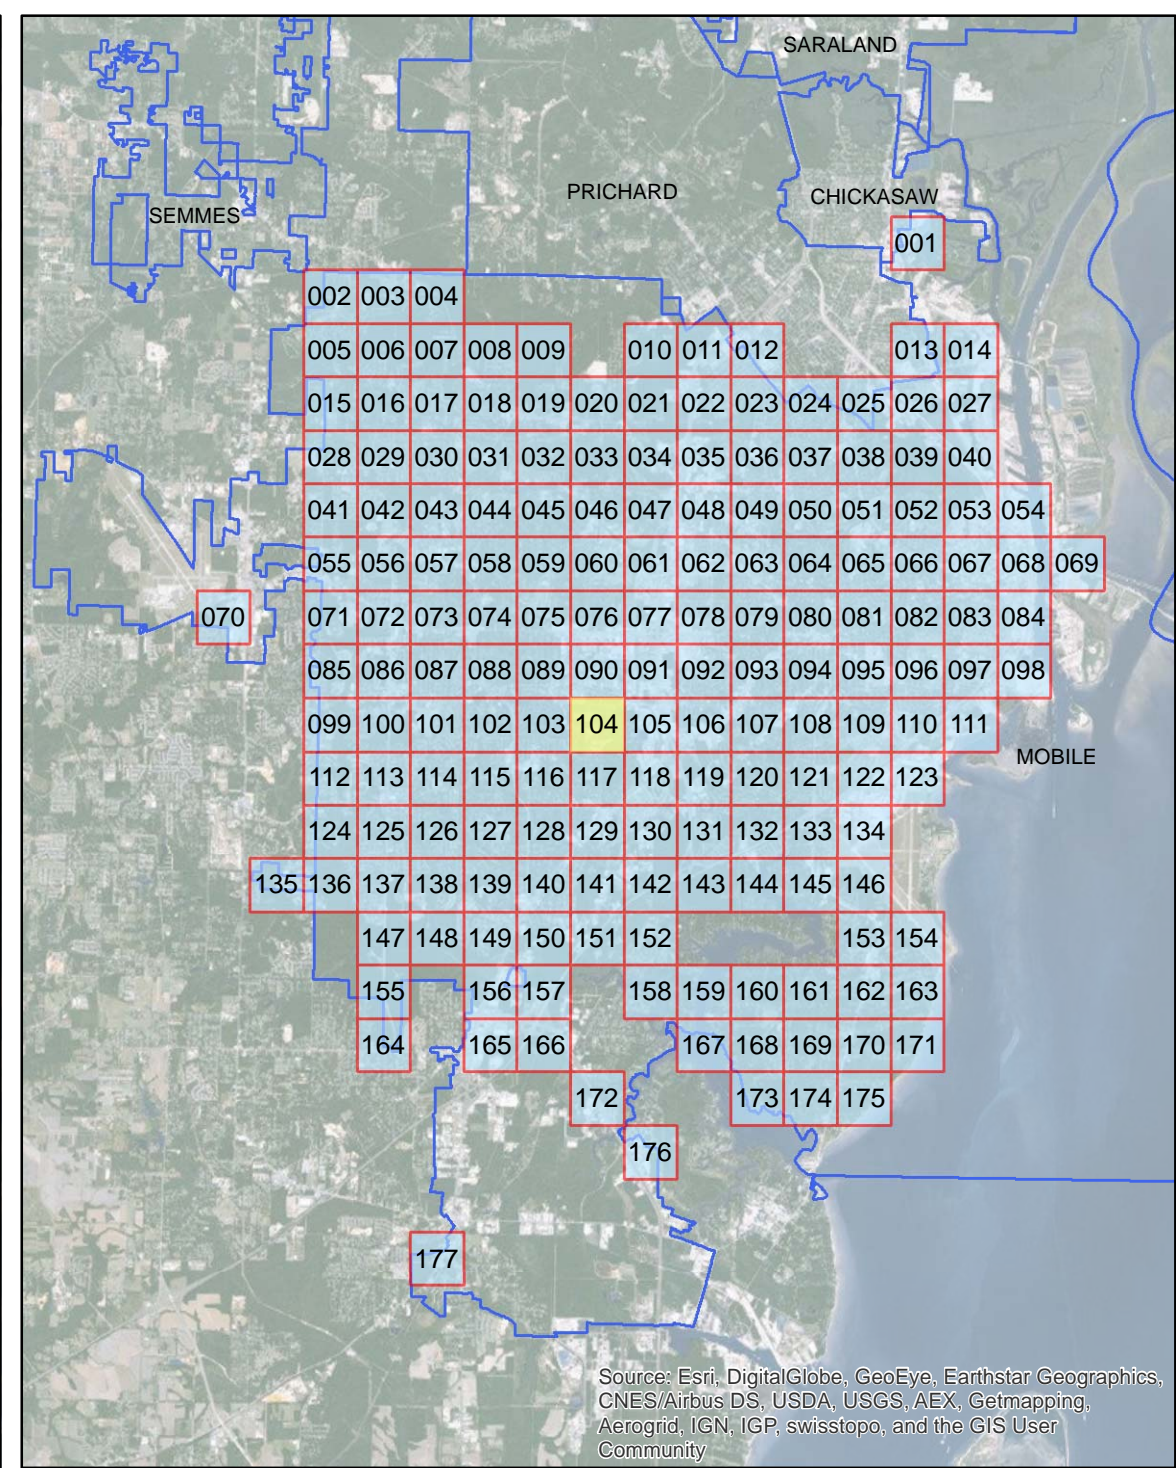 SARALAND
PRICHARD
CHICKASAW
SEMMES
001
002 003 004
005 006 007 008 009 010 011 012 013 014
015 016 017 018 019 020 021 022 023 024 025 026 027
028 029 030 031 032 033 034 035 036 037 038 039 040
041 042 043 044 045 046 047 048 049 050 051 052 053 054
055 056 057 058 059 060 061 062 063 064 065 066 067 068 069
070 071 072 073 074 075 076 077 078 079 080 081 082 083 084
085 086 087 088 089 090 091 092 093 094 095 096 097 098
099 100 101 102 103 104 105 106 107 108 109 110 111
MOBILE
112 113 114 115 116 117 118 119 120 121 122 123
124 125 126 127 128 129 130 131 132 133 134
135 136 137 138 139 140 141 142 143 144 145 146
147 148 149 150 151 152 153 154
155 156 157 158 159 160 161 162 163
164 165 166 167 168 169 170 171
172 173 174 175
176
177
Source: Esri, DigitalGlobe, GeoEye, Earthstar Geographics,
CNES/Airbus DS, USDA, USGS, AEX, Getmapping,
Aerogrid, IGN, IGP, swisstopo, and the GIS User
Community